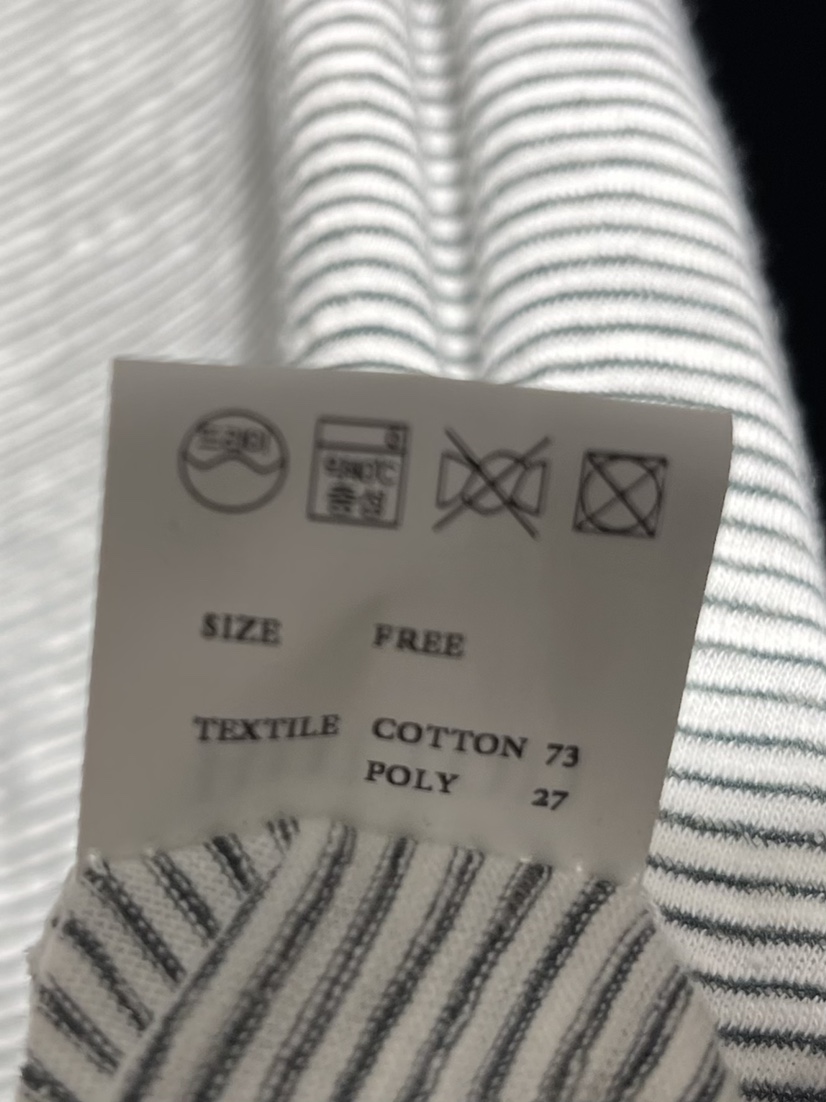 드라이
약30℃
중성
SIZE FREE
TEXTILE COTTON 73
POLY 27